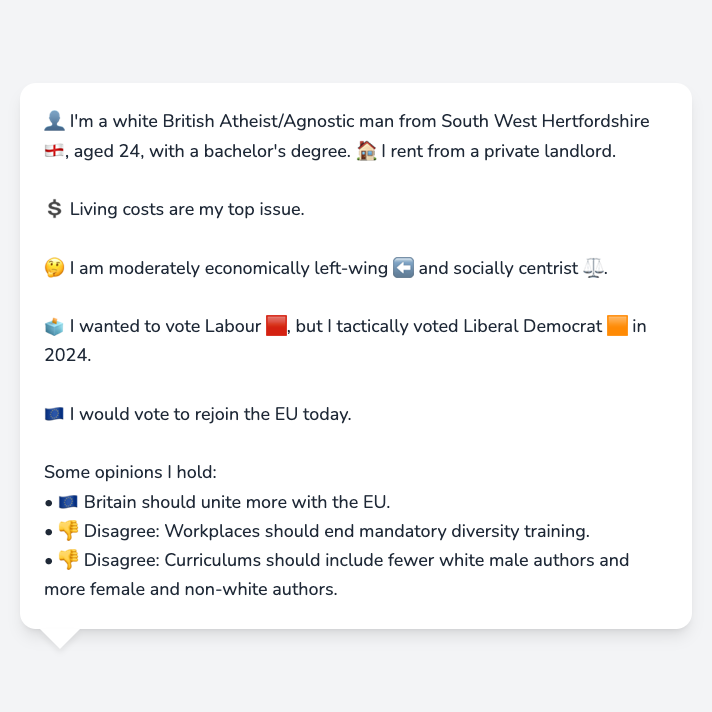 👤 I'm a white British Atheist/Agnostic man from South West Hertfordshire
🏴󠁧󠁢󠁥󠁮󠁧󠁿, aged 24, with a bachelor's degree. 🏠 I rent from a private landlord.
💲 Living costs are my top issue.
🤔 I am moderately economically left-wing ⬅️ and socially centrist ⚖️.
🗳️ I wanted to vote Labour 🟥, but I tactically voted Liberal Democrat 🟧 in
2024.
🇪🇺 I would vote to rejoin the EU today.
Some opinions I hold:
• 🇪🇺 Britain should unite more with the EU.
• 👎 Disagree: Workplaces should end mandatory diversity training.
• 👎 Disagree: Curriculums should include fewer white male authors and
more female and non-white authors.